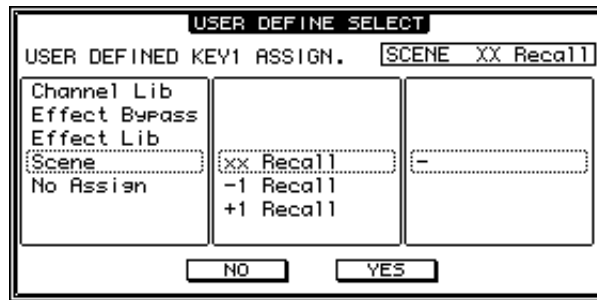 USER DEFINE SELECT
USER DEFINED KEY1 ASSIGN. SCENE XX Recall
Channel Lib
Effect Bypass
Effect Lib
Scene xx Recall -
No Assign -1 Recall
+1 Recall
NO YES